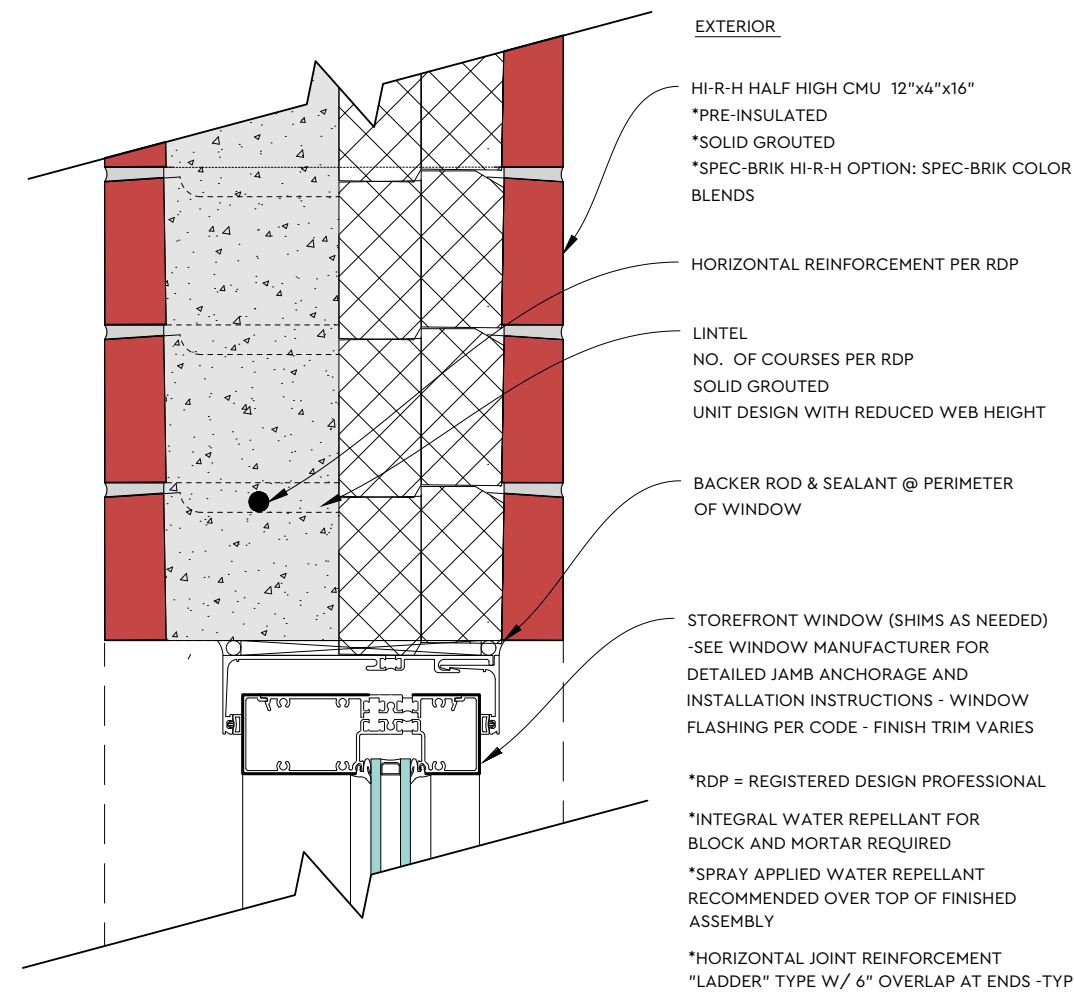 EXTERIOR
HI-R-H HALF HIGH CMU 12"x4"x16"
*PRE-INSULATED
*SOLID GROUTED
*SPEC-BRIK HI-R-H OPTION: SPEC-BRIK COLOR
BLENDS
HORIZONTAL REINFORCEMENT PER RDP
LINTEL
NO. OF COURSES PER RDP
SOLID GROUTED
UNIT DESIGN WITH REDUCED WEB HEIGHT
BACKER ROD & SEALANT @ PERIMETER
OF WINDOW
STOREFRONT WINDOW (SHIMS AS NEEDED)
-SEE WINDOW MANUFACTURER FOR
DETAILED JAMB ANCHORAGE AND
INSTALLATION INSTRUCTIONS - WINDOW
FLASHING PER CODE - FINISH TRIM VARIES
*RDP = REGISTERED DESIGN PROFESSIONAL
*INTEGRAL WATER REPELLANT FOR
BLOCK AND MORTAR REQUIRED
*SPRAY APPLIED WATER REPELLANT
RECOMMENDED OVER TOP OF FINISHED
ASSEMBLY
*HORIZONTAL JOINT REINFORCEMENT
"LADDER" TYPE W/ 6" OVERLAP AT ENDS -TYP